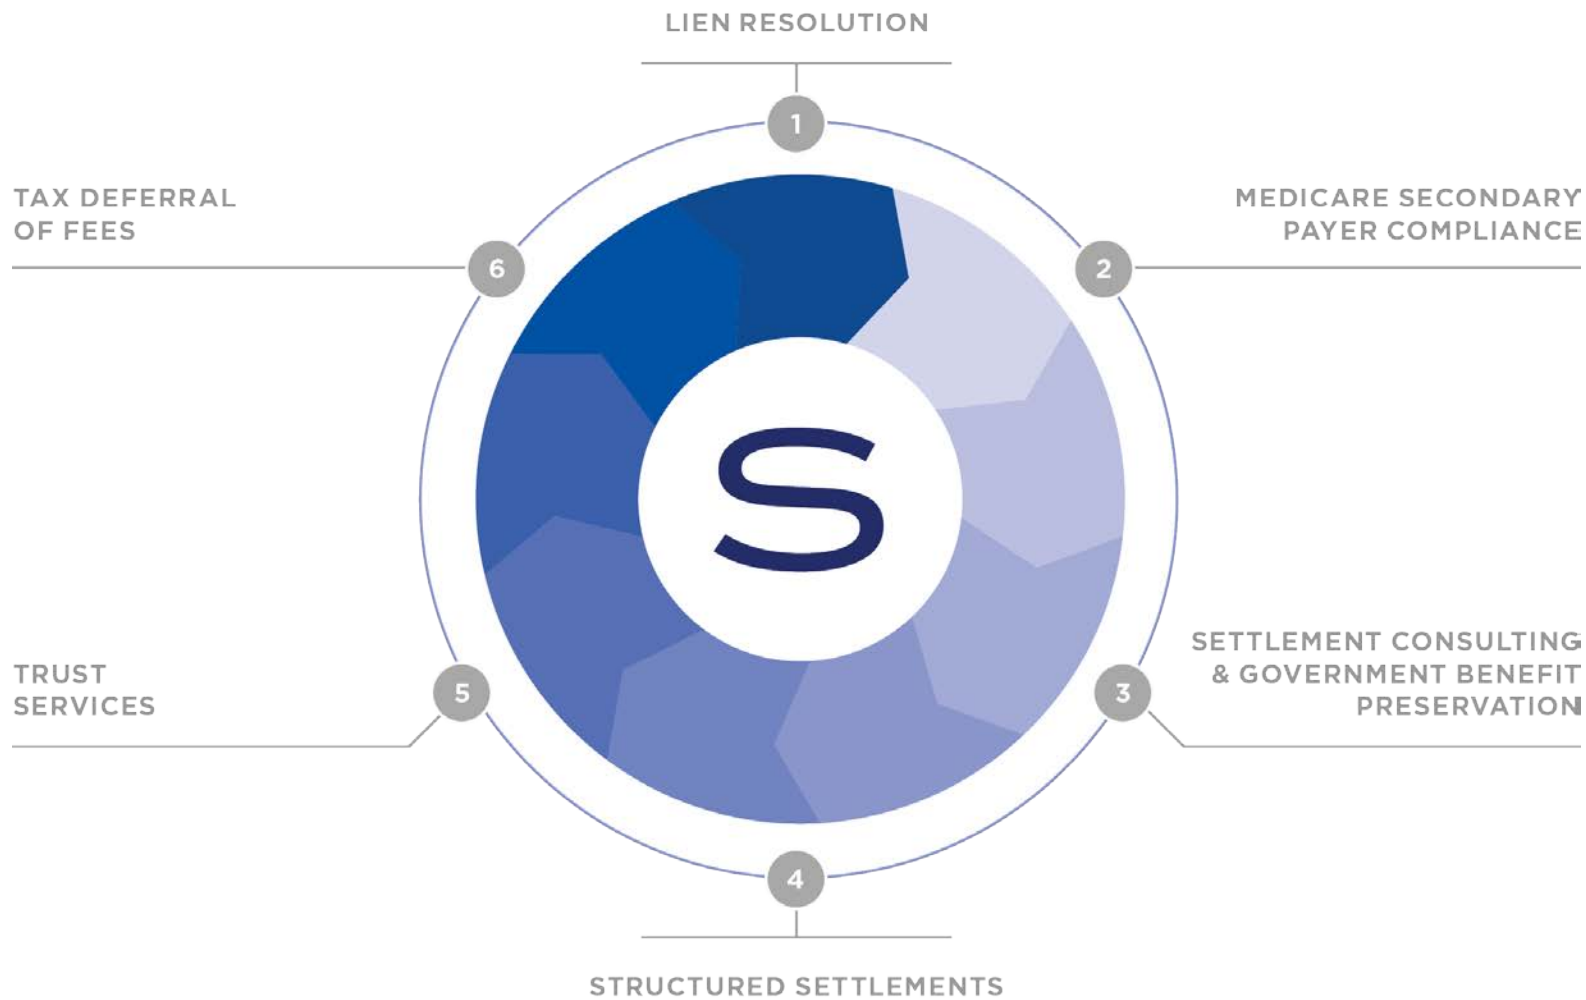 LIEN RESOLUTION
1
MEDICARE SECONDARY
PAYER COMPLIANCE
2
SETTLEMENT CONSULTING
& GOVERNMENT BENEFIT
PRESERVATION
3
4
STRUCTURED SETTLEMENTS
TRUST
SERVICES
5
TAX DEFERRAL
OF FEES
6
S